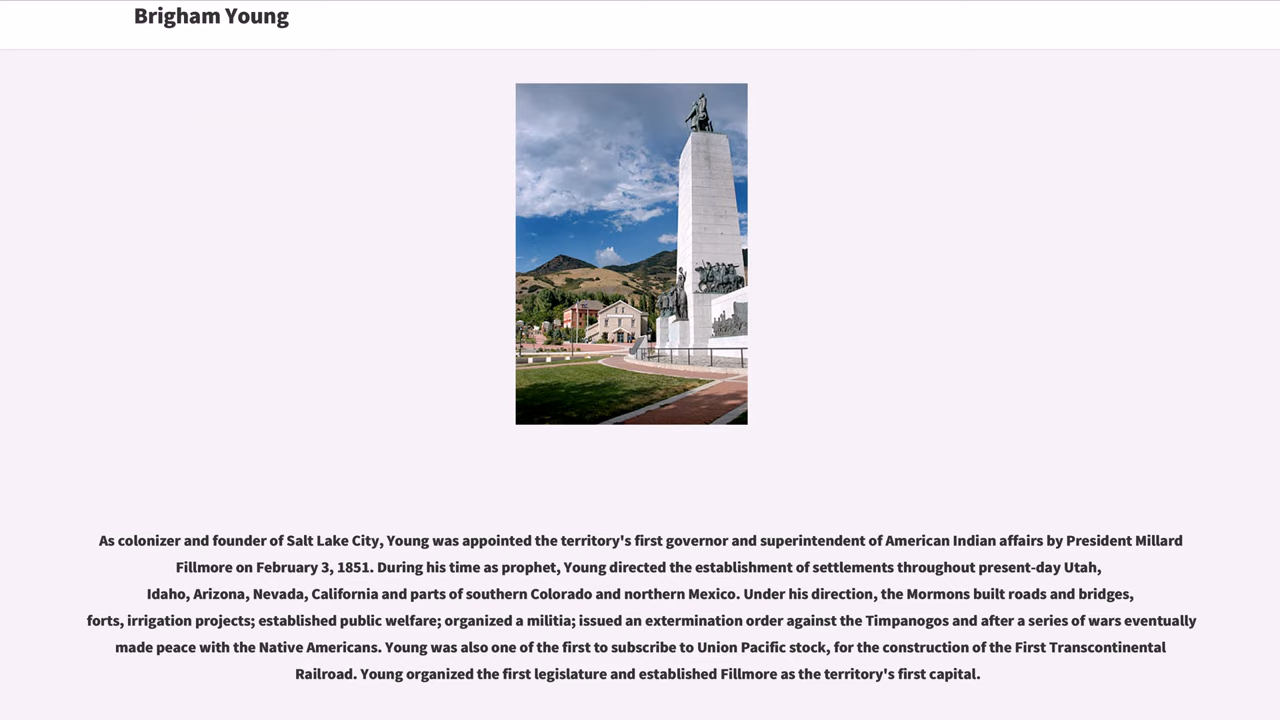 Brigham Young
As colonizer and founder of Salt Lake City, Young was appointed the territory's first governor and superintendent of American Indian affairs by President Millard
Fillmore on February 3, 1851. During his time as prophet, Young directed the establishment of settlements throughout present-day Utah,
Idaho, Arizona, Nevada, California and parts of southern Colorado and northern Mexico. Under his direction, the Mormons built roads and bridges,
forts, irrigation projects; established public welfare; organized a militia; issued an extermination order against the Timpanogos and after a series of wars eventually
made peace with the Native Americans. Young was also one of the first to subscribe to Union Pacific stock, for the construction of the First Transcontinental
Railroad. Young organized the first legislature and established Fillmore as the territory's first capital.